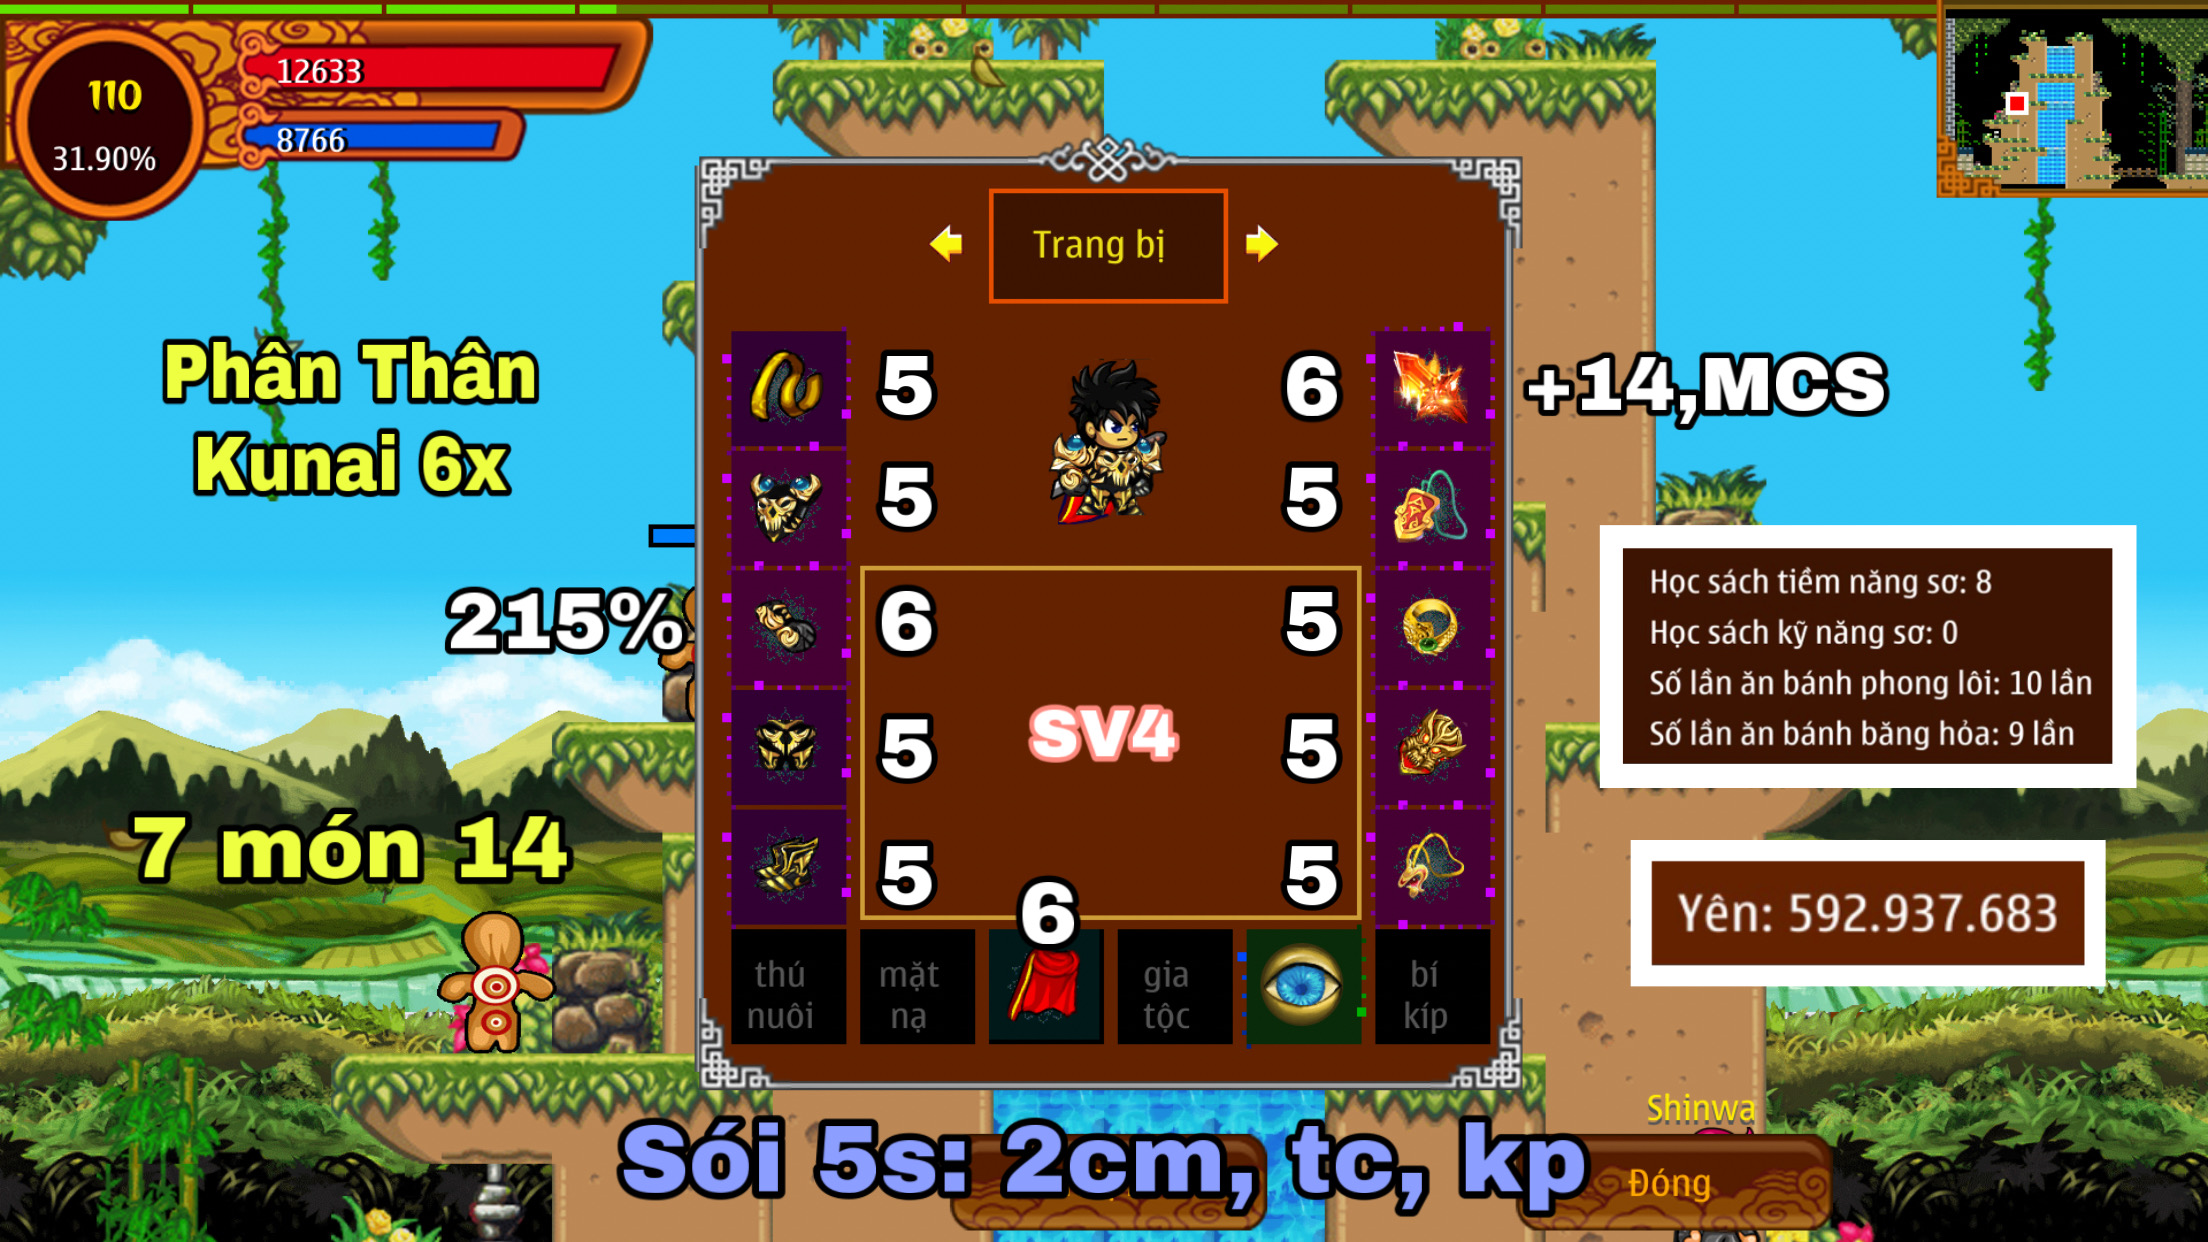 110
31.90%
12633
8766
Trang bị
Phân Thân
Kunai 6x
5
6
+14,MCS
5
5
215%
6
5
Học sách tiềm năng sơ: 8
Học sách kỹ năng sơ: 0
Số lần ăn bánh phong lôi: 10 lần
Số lần ăn bánh băng hỏa: 9 lần
5
SV4
5
7 món 14
5
5
6
Yên: 592.937.683
thú
nuôi
mặt
nạ
gia
tộc
bí
kíp
Shinwa
Sói 5s: 2cm, tc, kp
Đóng